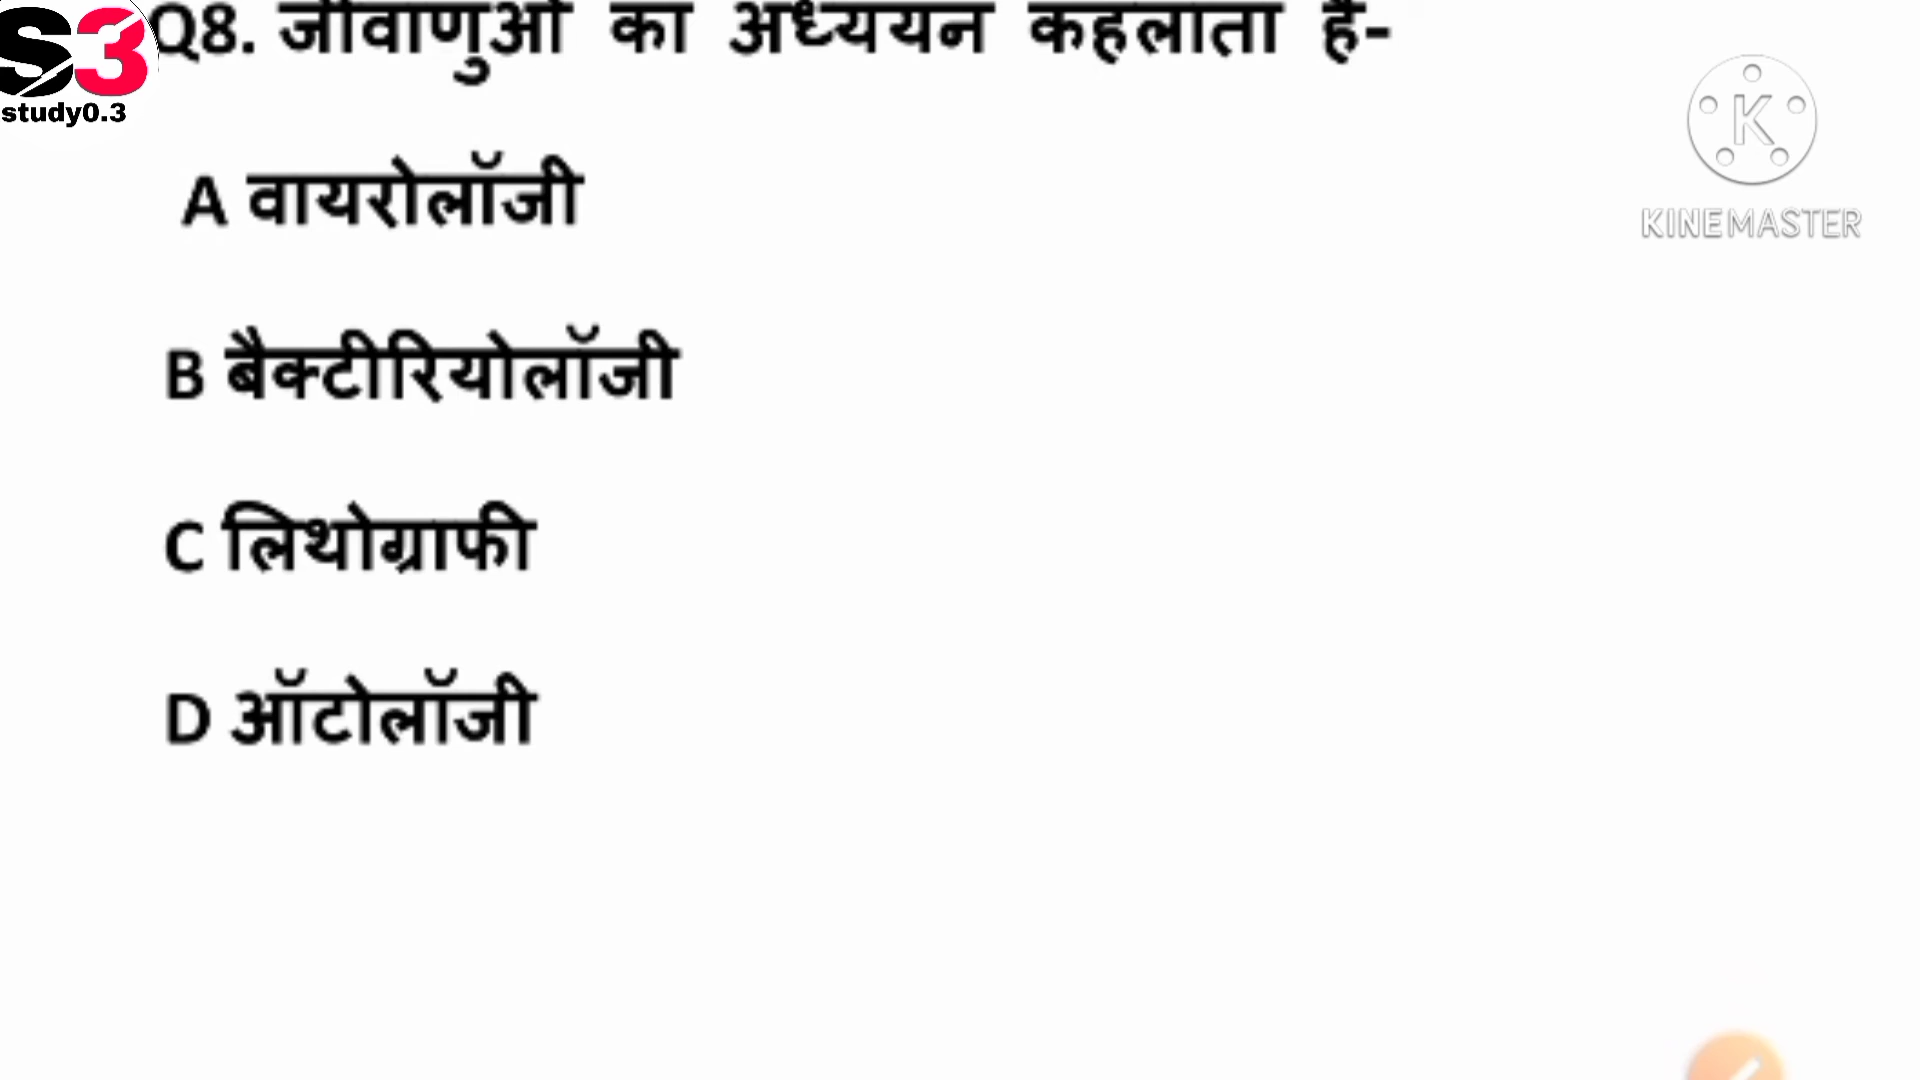 S3
study0.3
Q8. जीवाणुओं का अध्ययन कहलाता है-
A वायरोलॉजी
B बैक्टीरियोलॉजी
C लिथोग्राफी
D ऑटोलॉजी
K
KINEMASTER